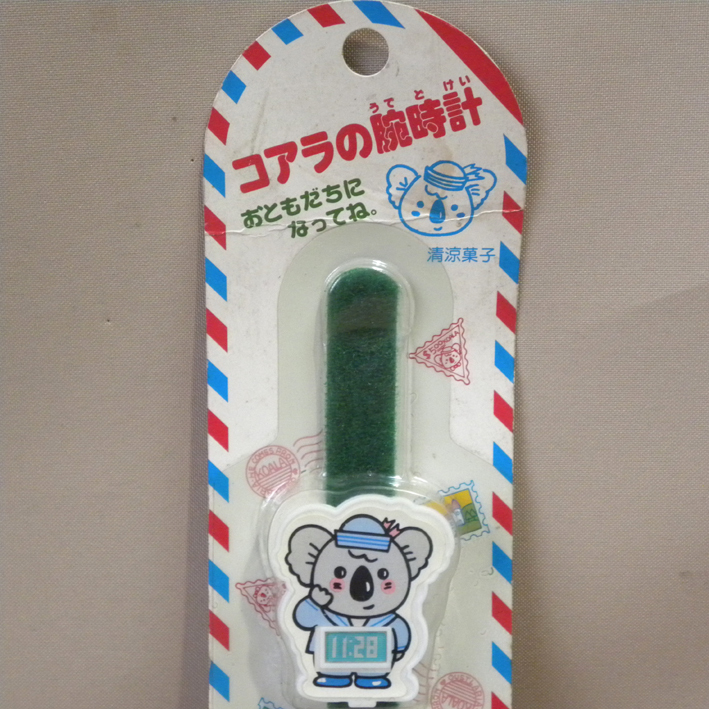 うで と けい
コアラの腕時計
おともだちに
なってね。
清涼菓子
KOALA
11:28